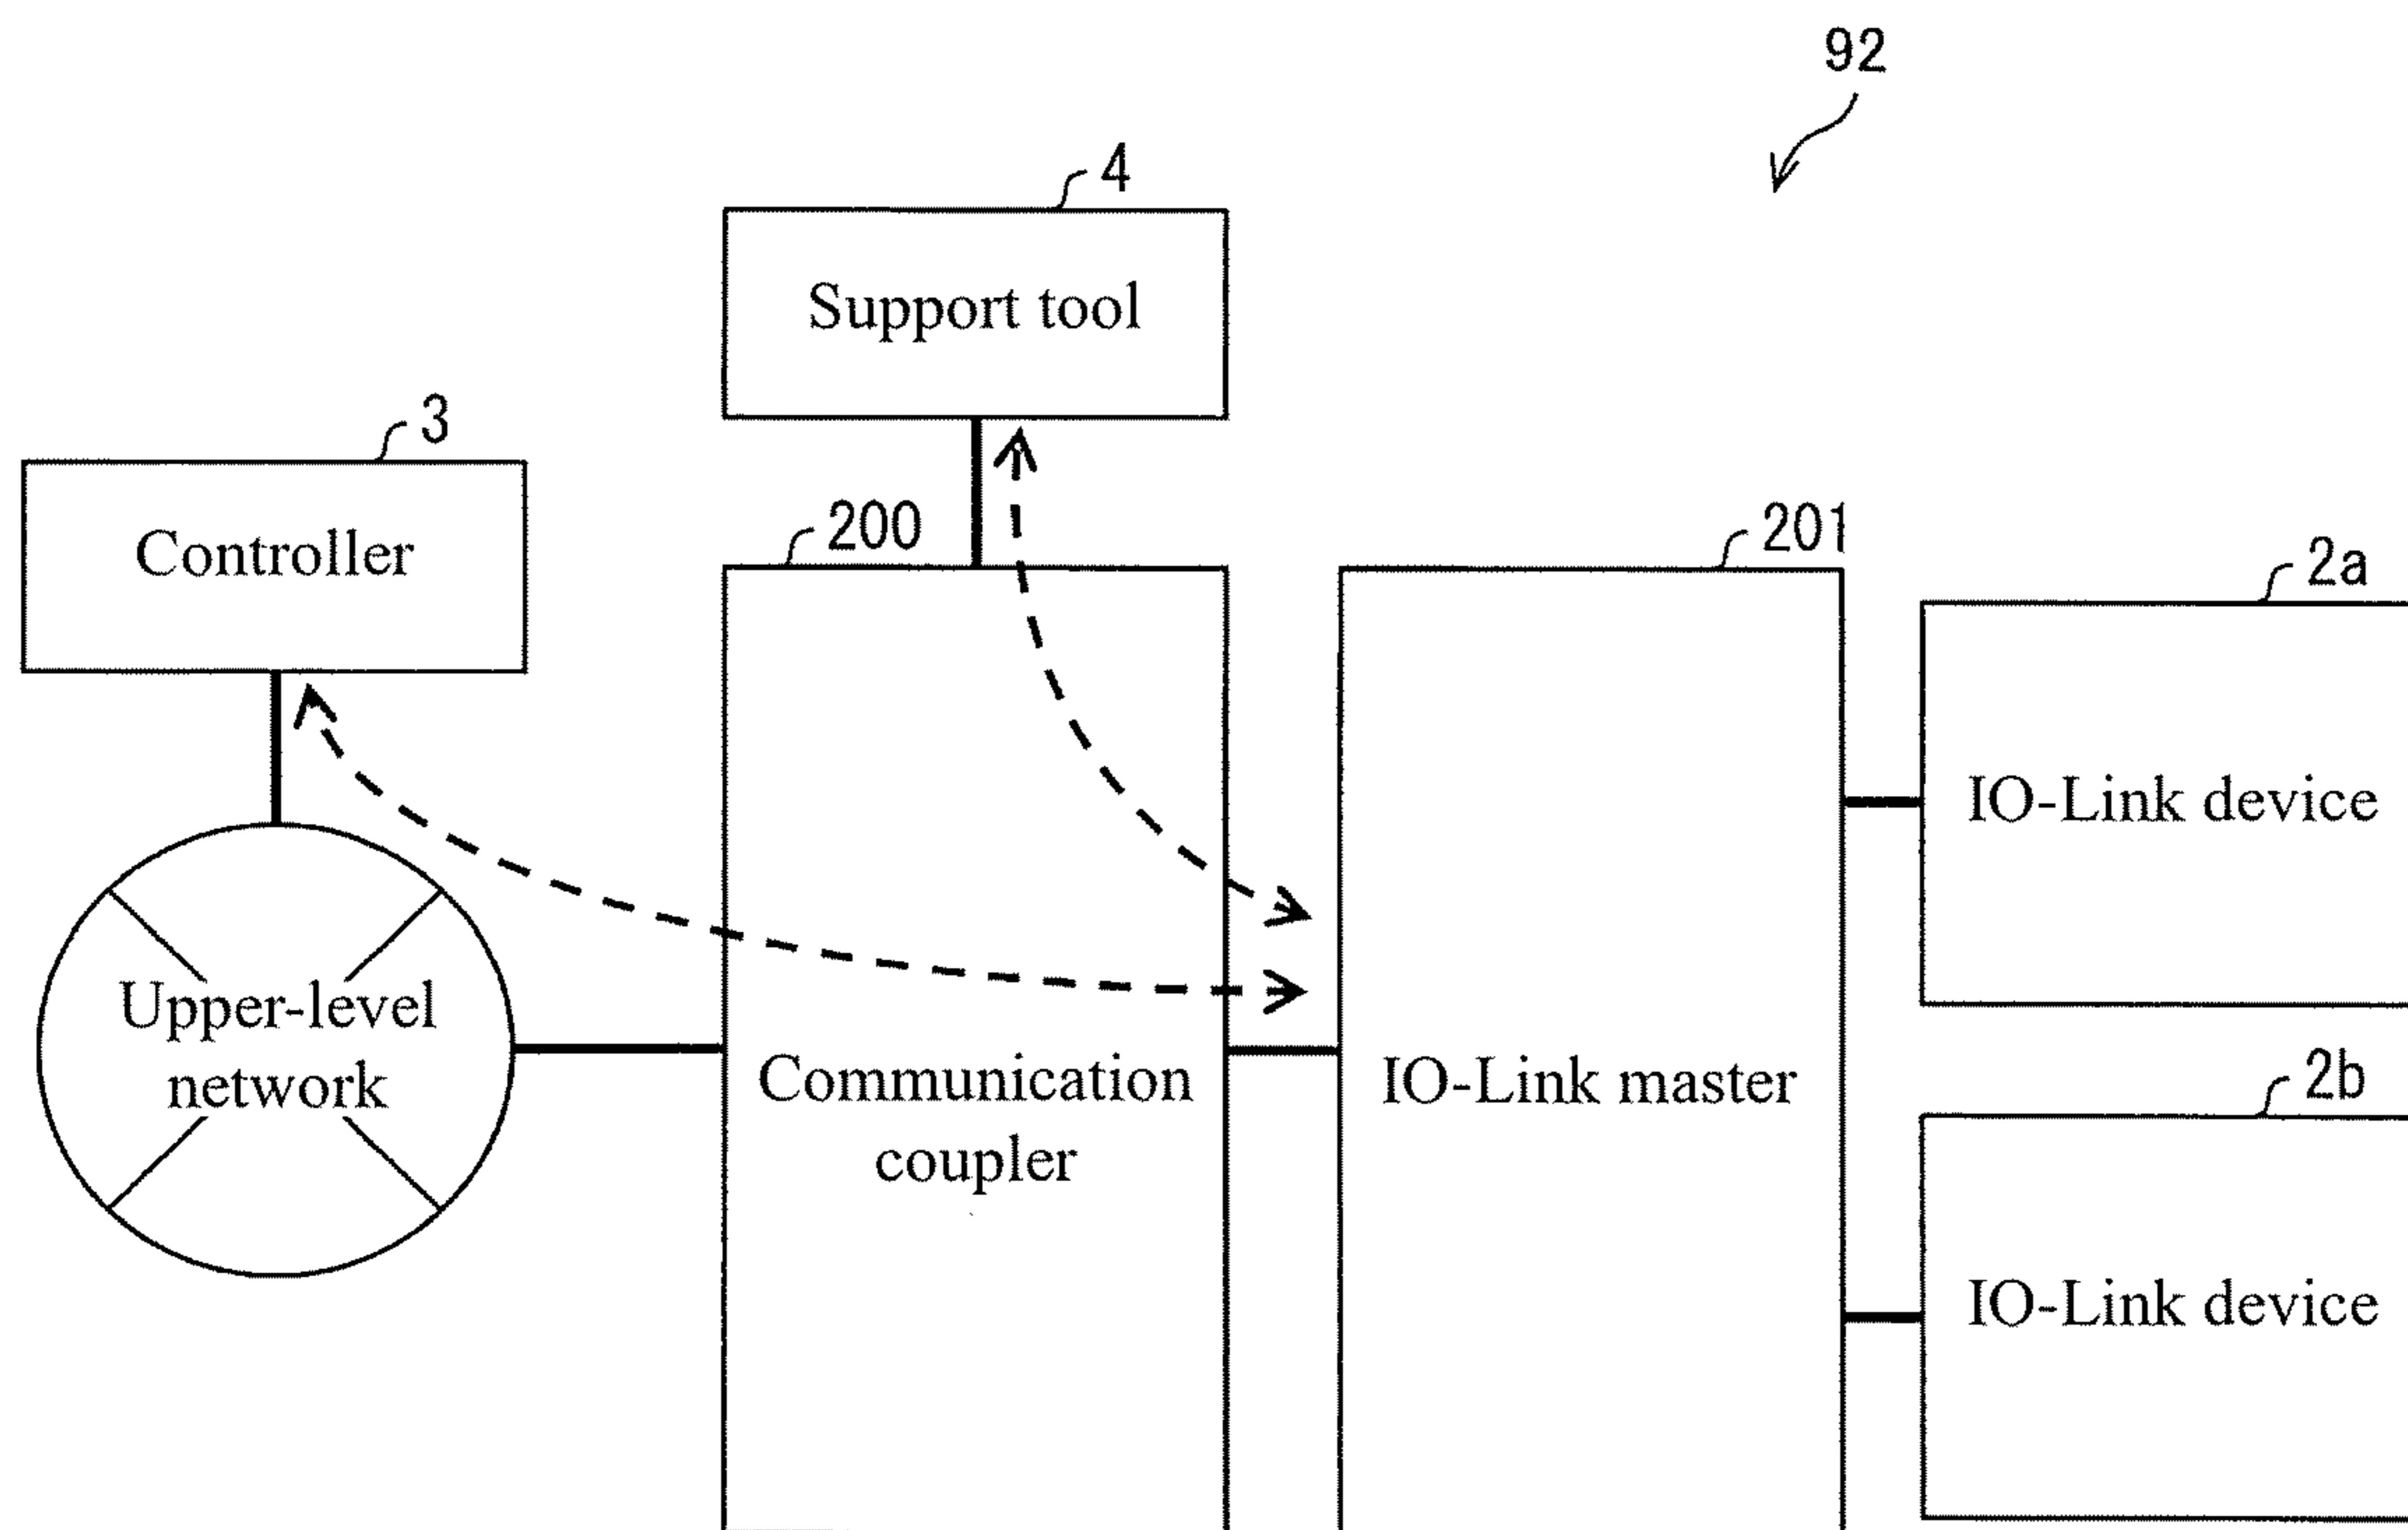 92
4
Support tool
3
Controller
200
201
2a
IO-Link device
Upper-level
network
Communication
coupler
IO-Link master
2b
IO-Link device